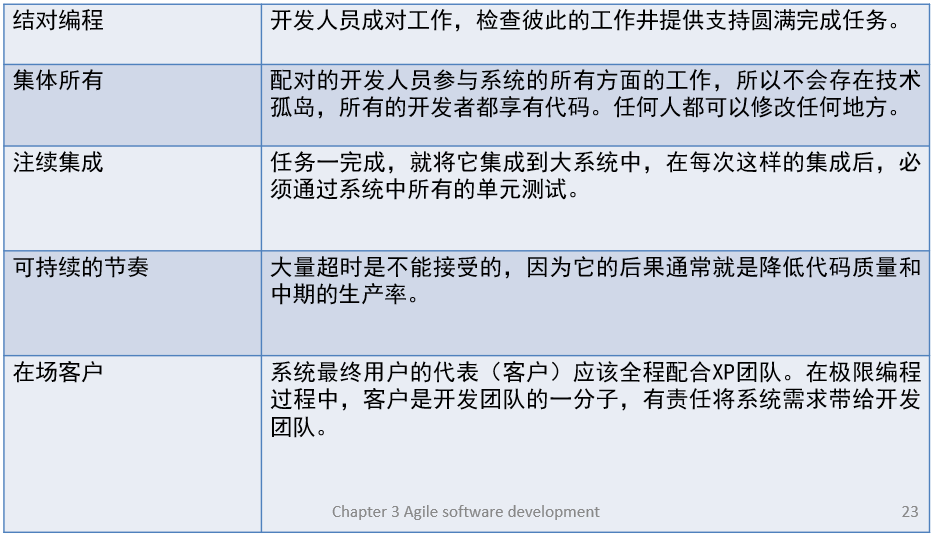 结对编程
开发人员成对工作，检查彼此的工作井提供支持圆满完成任务。
集体所有
配对的开发人员参与系统的所有方面的工作，所以不会存在技术
孤岛，所有的开发者都享有代码。任何人都可以修改任何地方。
注续集成
任务一完成，就将它集成到大系统中，在每次这样的集成后，必
须通过系统中所有的单元测试。
可持续的节奏
大量超时是不能接受的，因为它的后果通常就是降低代码质量和
中期的生产率。
在场客户
系统最终用户的代表（客户）应该全程配合XP团队。在极限编程
过程中，客户是开发团队的一分子，有责任将系统需求带给开发
团队。
Chapter 3 Agile software development
23